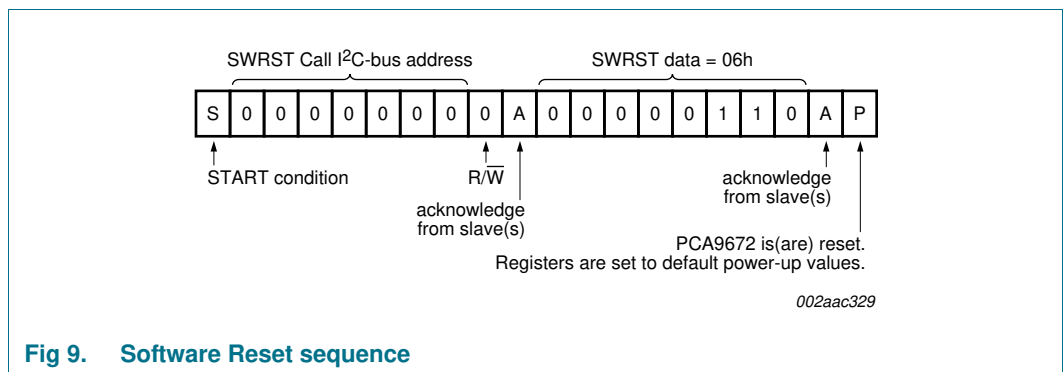 SWRST Call I²C-bus address
SWRST data = 06h
S 0 0 0 0 0 0 0 0 A 0 0 0 0 0 1 1 0 A P
START condition
R/W̅
acknowledge
from slave(s)
acknowledge
from slave(s)
PCA9672 is(are) reset.
Registers are set to default power-up values.
002aac329
Fig 9. Software Reset sequence